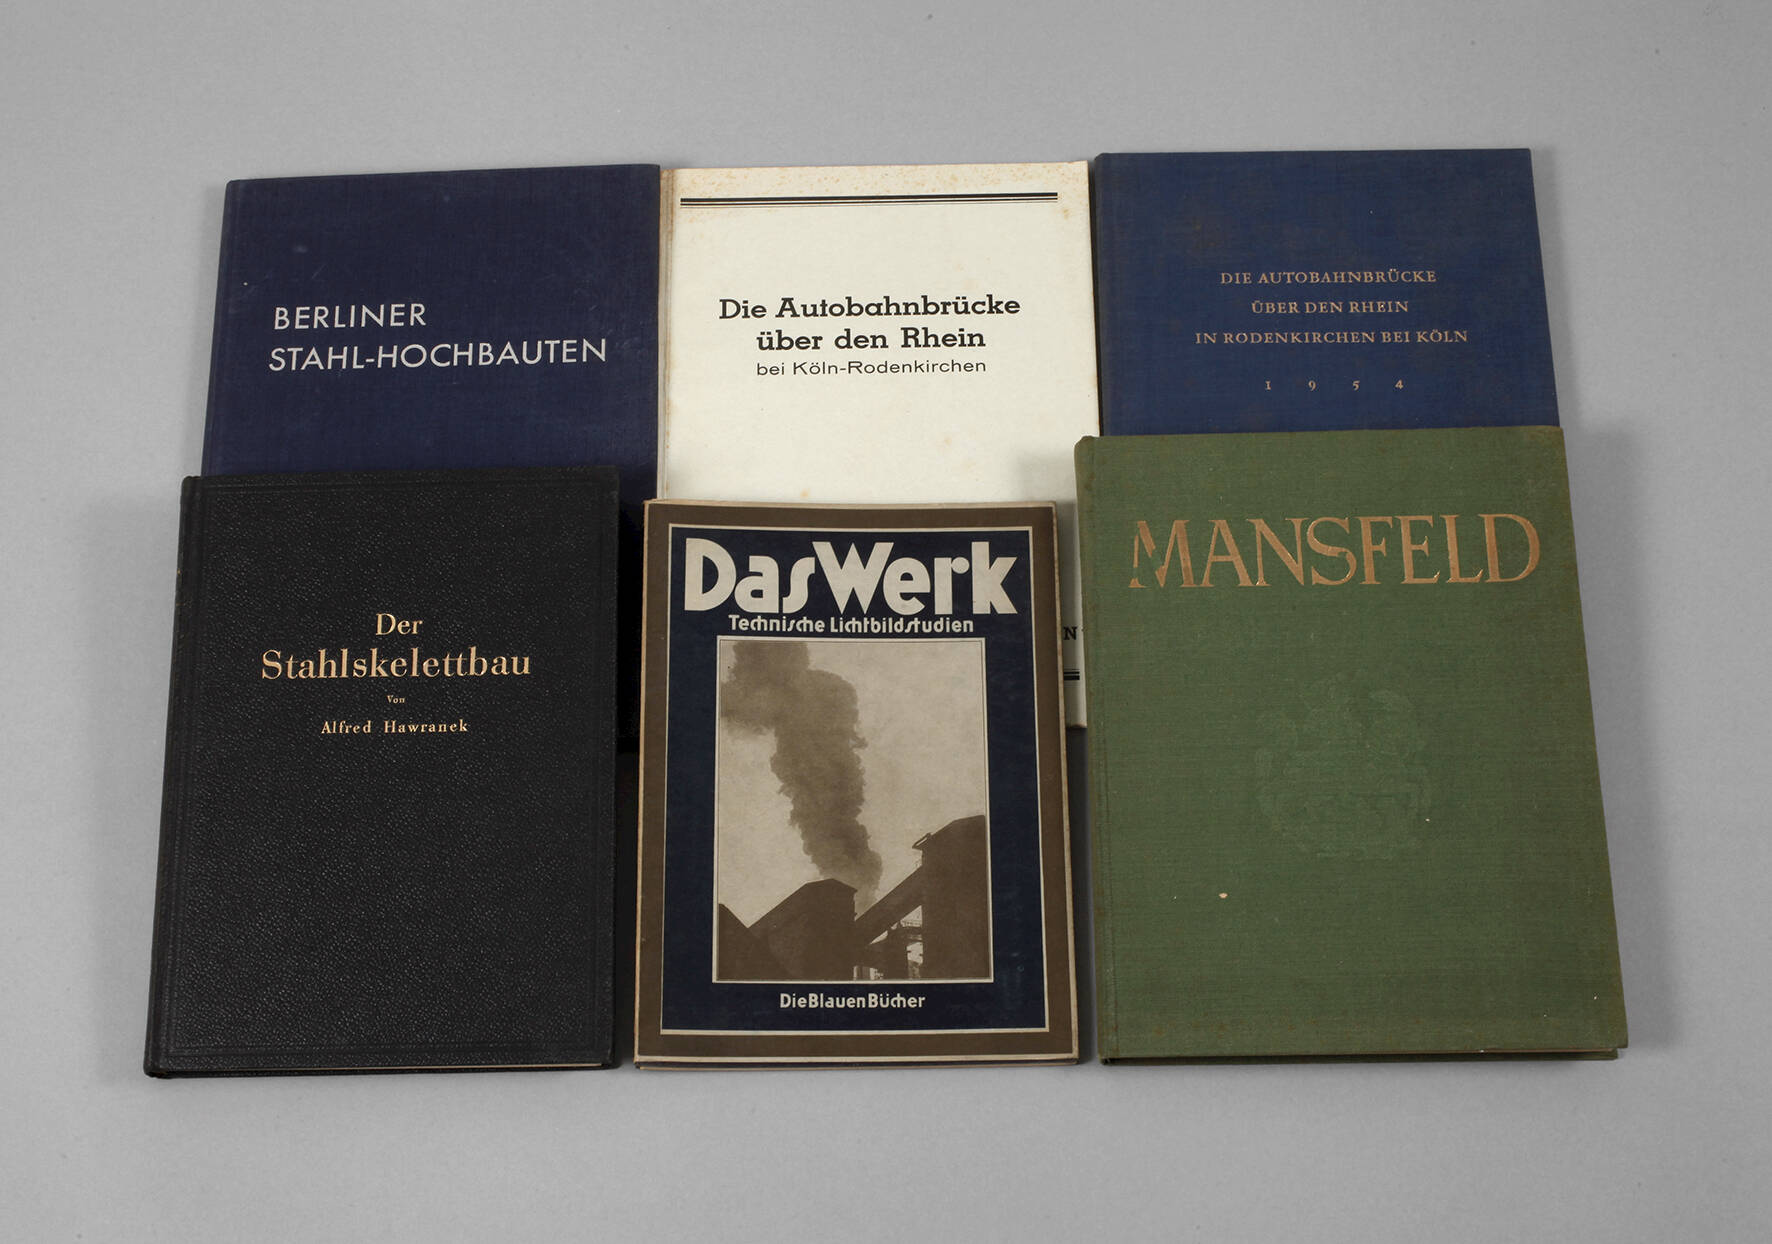 BERLINER
STAHL-HOCHBAUTEN
Die Autobahnbrücke
über den Rhein
bei Köln-Rodenkirchen
DIE AUTOBAHNBRÜCKE
ÜBER DEN RHEIN
IN RODENKIRCHEN BEI KÖLN
1 9 5 4
Der
Stahlskelettbau
Von
Alfred Hawranek
Das Werk
Technische Lichtbildstudien
Die Blauen Bücher
MANSFELD